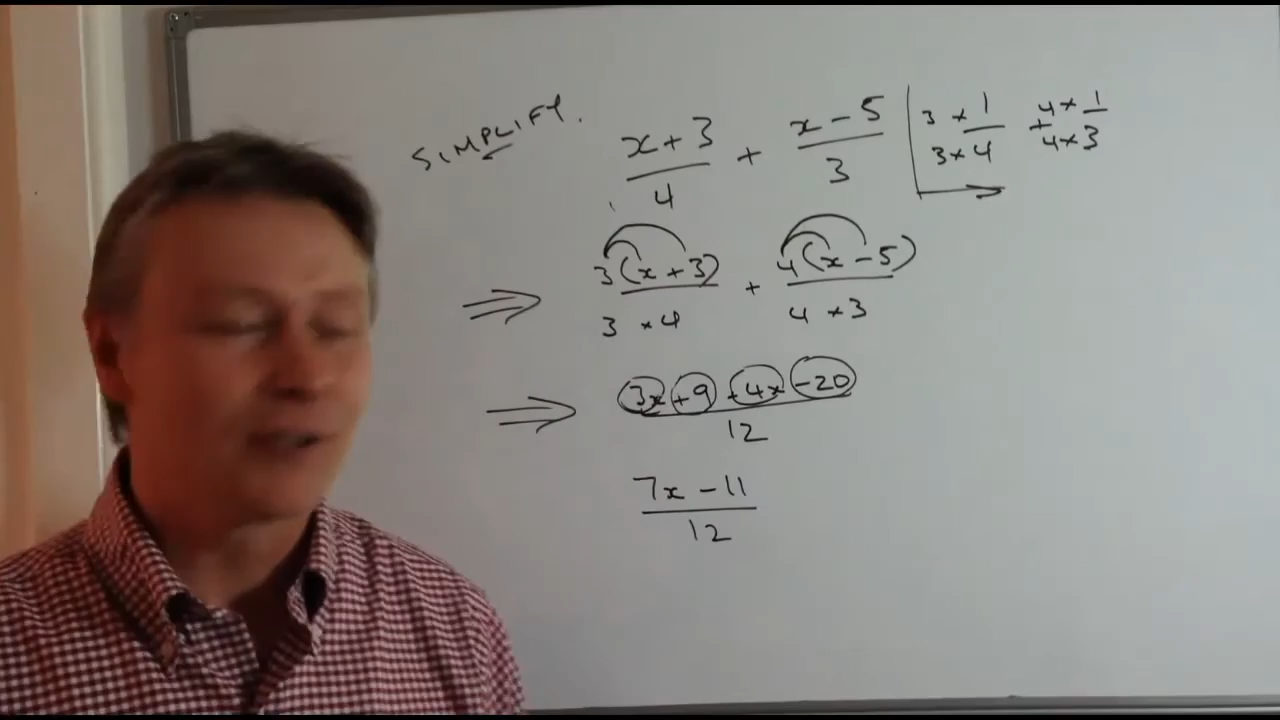 SIMPLIFY.
x + 3 / 4 + x - 5 / 3
3 × 1 / 3 × 4 + 4 × 1 / 4 × 3
⇒ 3(x + 3) / 3 × 4 + 4(x - 5) / 4 × 3
⇒ 3x + 9 + 4x - 20 / 12
7x - 11 / 12